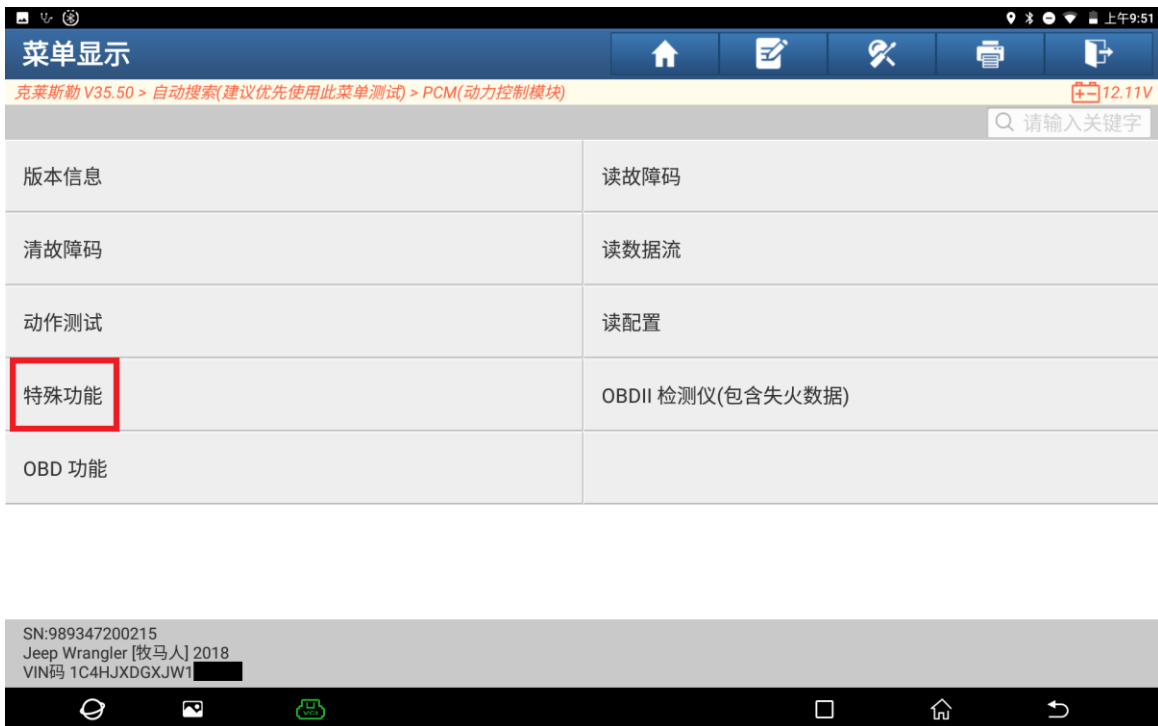 上午9:51
菜单显示
克莱斯勒 V35.50 > 自动搜索(建议优先使用此菜单测试) > PCM(动力控制模块)
12.11V
请输入关键字
版本信息
读故障码
清故障码
读数据流
动作测试
读配置
特殊功能
OBDII 检测仪(包含失火数据)
OBD 功能
SN:989347200215
Jeep Wrangler [牧马人] 2018
VIN码 1C4HJXDGXJW1
VCI